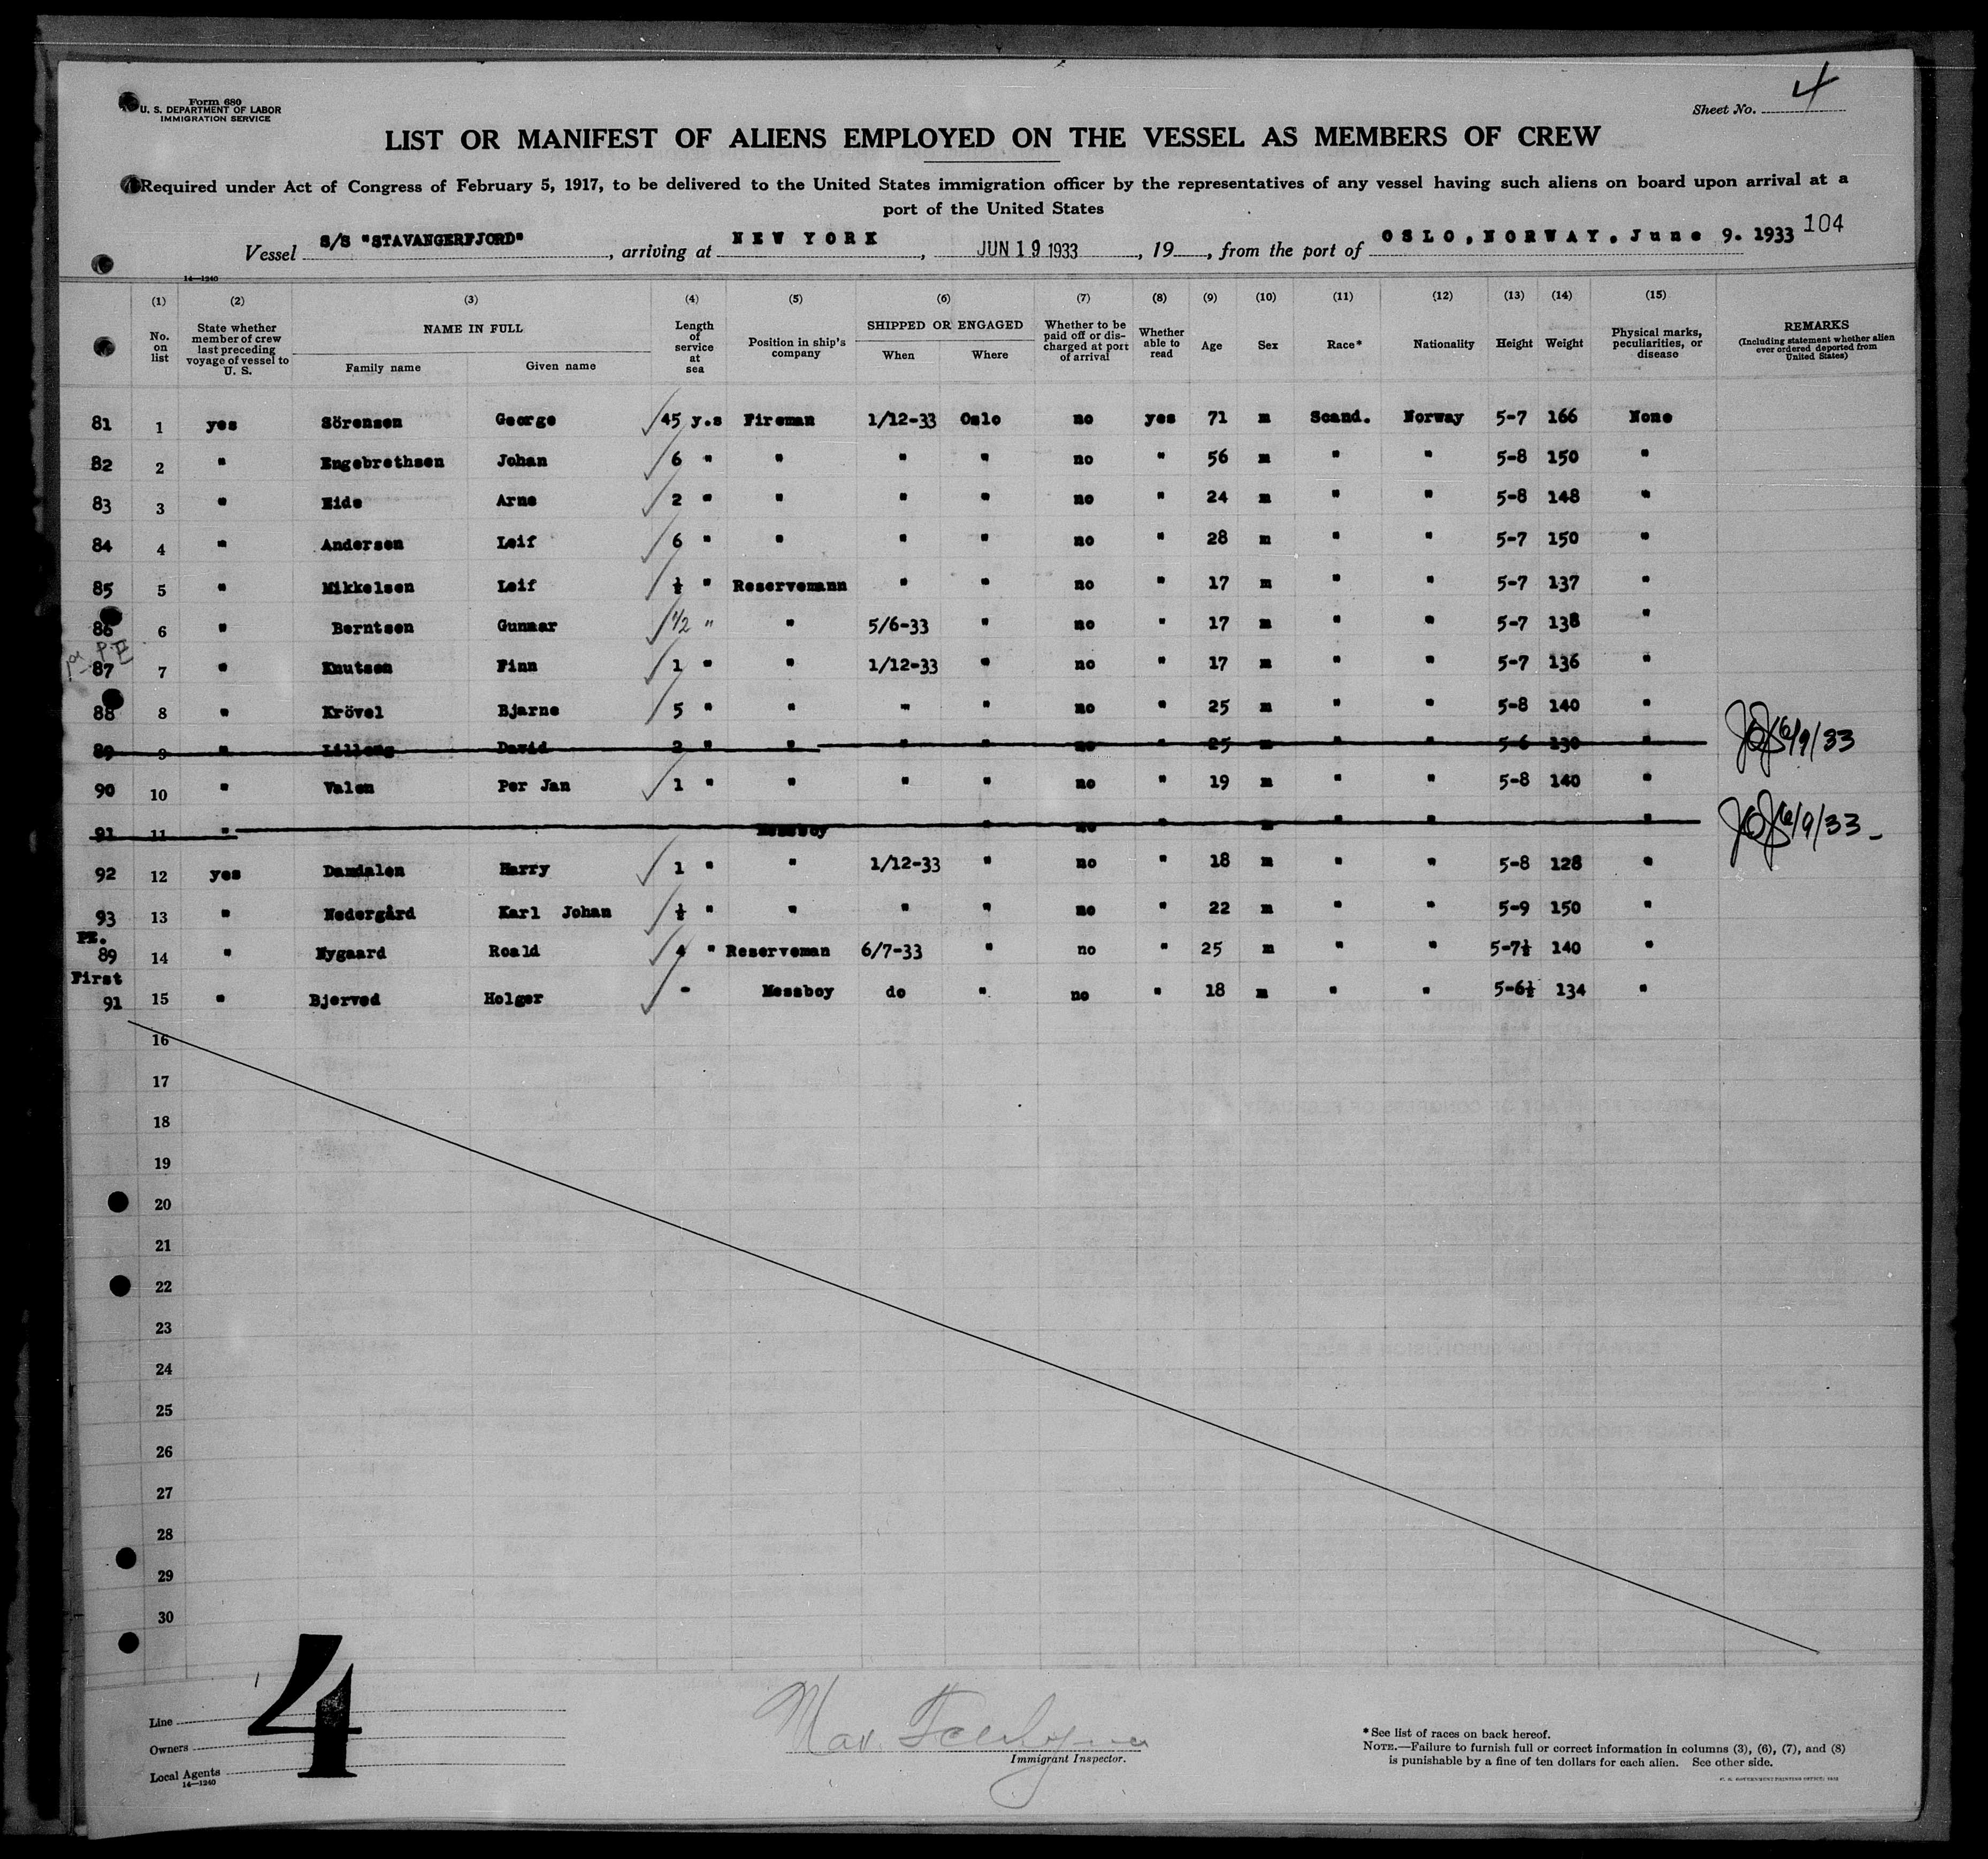 Form 680
U. S. DEPARTMENT OF LABOR
IMMIGRATION SERVICE
Sheet No. 4
LIST OR MANIFEST OF ALIENS EMPLOYED ON THE VESSEL AS MEMBERS OF CREW
Required under Act of Congress of February 5, 1917, to be delivered to the United States immigration officer by the representatives of any vessel having such aliens on board upon arrival at a
port of the United States
104
Vessel S/S "STAVANGERFJORD", arriving at NEW YORK, JUN 19 1933, 19, from the port of OSLO, NORWAY, June 9. 1933
14—1240
(1) (2) (3) (4) (5) (6) (7) (8) (9) (10) (11) (12) (13) (14) (15)
No. on list State whether member of crew last preceding voyage of vessel to U. S. NAME IN FULL Family name Given name Length of service at sea Position in ship's company SHIPPED OR ENGAGED When Where Whether to be paid off or discharged at port of arrival Whether able to read Age Sex Race* Nationality Height Weight Physical marks, peculiarities, or disease REMARKS (Including statement whether alien ever ordered deported from United States)
81 1 yes Sörensen George 45 y.s Fireman 1/12-33 Oslo no yes 71 m Scand. Norway 5-7 166 None
82 2 " Engebrethsen Johan 6 " " " " no " 56 m " " 5-8 150 "
83 3 " Eide Arne 2 " " " " no " 24 m " " 5-8 148 "
84 4 " Andersen Leif 6 " " " " no " 28 m " " 5-7 150 "
85 5 " Mikkelsen Leif ½ " Reservemann " " no " 17 m " " 5-7 137 "
86 6 " Berntsen Gunnar 1/2 " " 5/6-33 " no " 17 m " " 5-7 138 "
87 7 " Knutsen Finn 1 " " 1/12-33 " no " 17 m " " 5-7 136 "
88 8 " Krövel Bjarne 5 " " " " no " 25 m " " 5-8 140 "
89 9 " David 2 " " " " no " 25 m " " 5-6 130 " 6/9/33
90 10 " Valen Per Jan 1 " " " " no " 19 m " " 5-8 140 "
91 11 " Messboy " no " m " " " 6/9/33
92 12 yes Damdalen Harry 1 " " 1/12-33 " no " 18 m " " 5-8 128 "
93 13 " Nedergård Karl Johan ½ " " " " no " 22 m " " 5-9 150 "
PE.
89 14 " Nygaard Roald 4 " Reserveman 6/7-33 " no " 25 m " " 5-7½ 140 "
First
91 15 " Bjerved Holger - Messboy do " no " 18 m " " 5-6½ 134 "
16
17
18
19
20
21
22
23
24
25
26
27
28
29
30
4
Line
Owners
Local Agents
14—1240
Immigrant Inspector.
* See list of races on back hereof.
NOTE.—Failure to furnish full or correct information in columns (3), (6), (7), and (8)
is punishable by a fine of ten dollars for each alien. See other side.